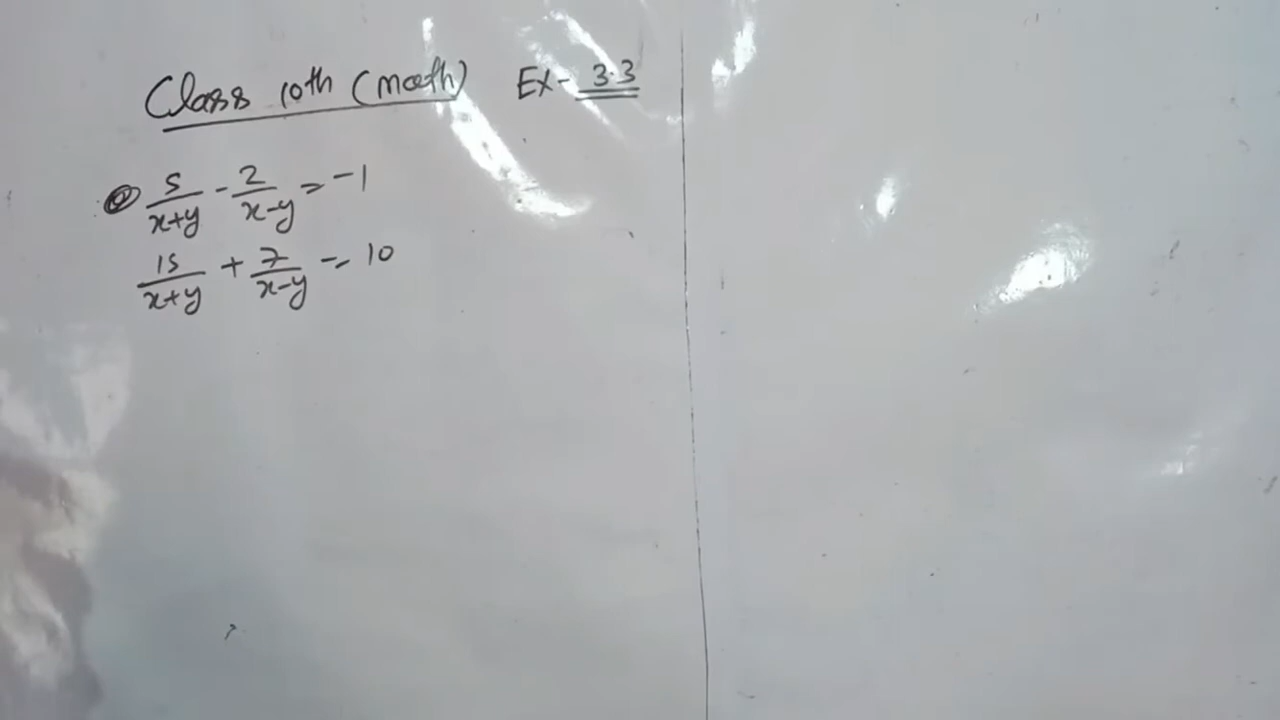 Class 10th (math) Ex- 3.3
5/(x+y) - 2/(x-y) = -1
15/(x+y) + 7/(x-y) = 10